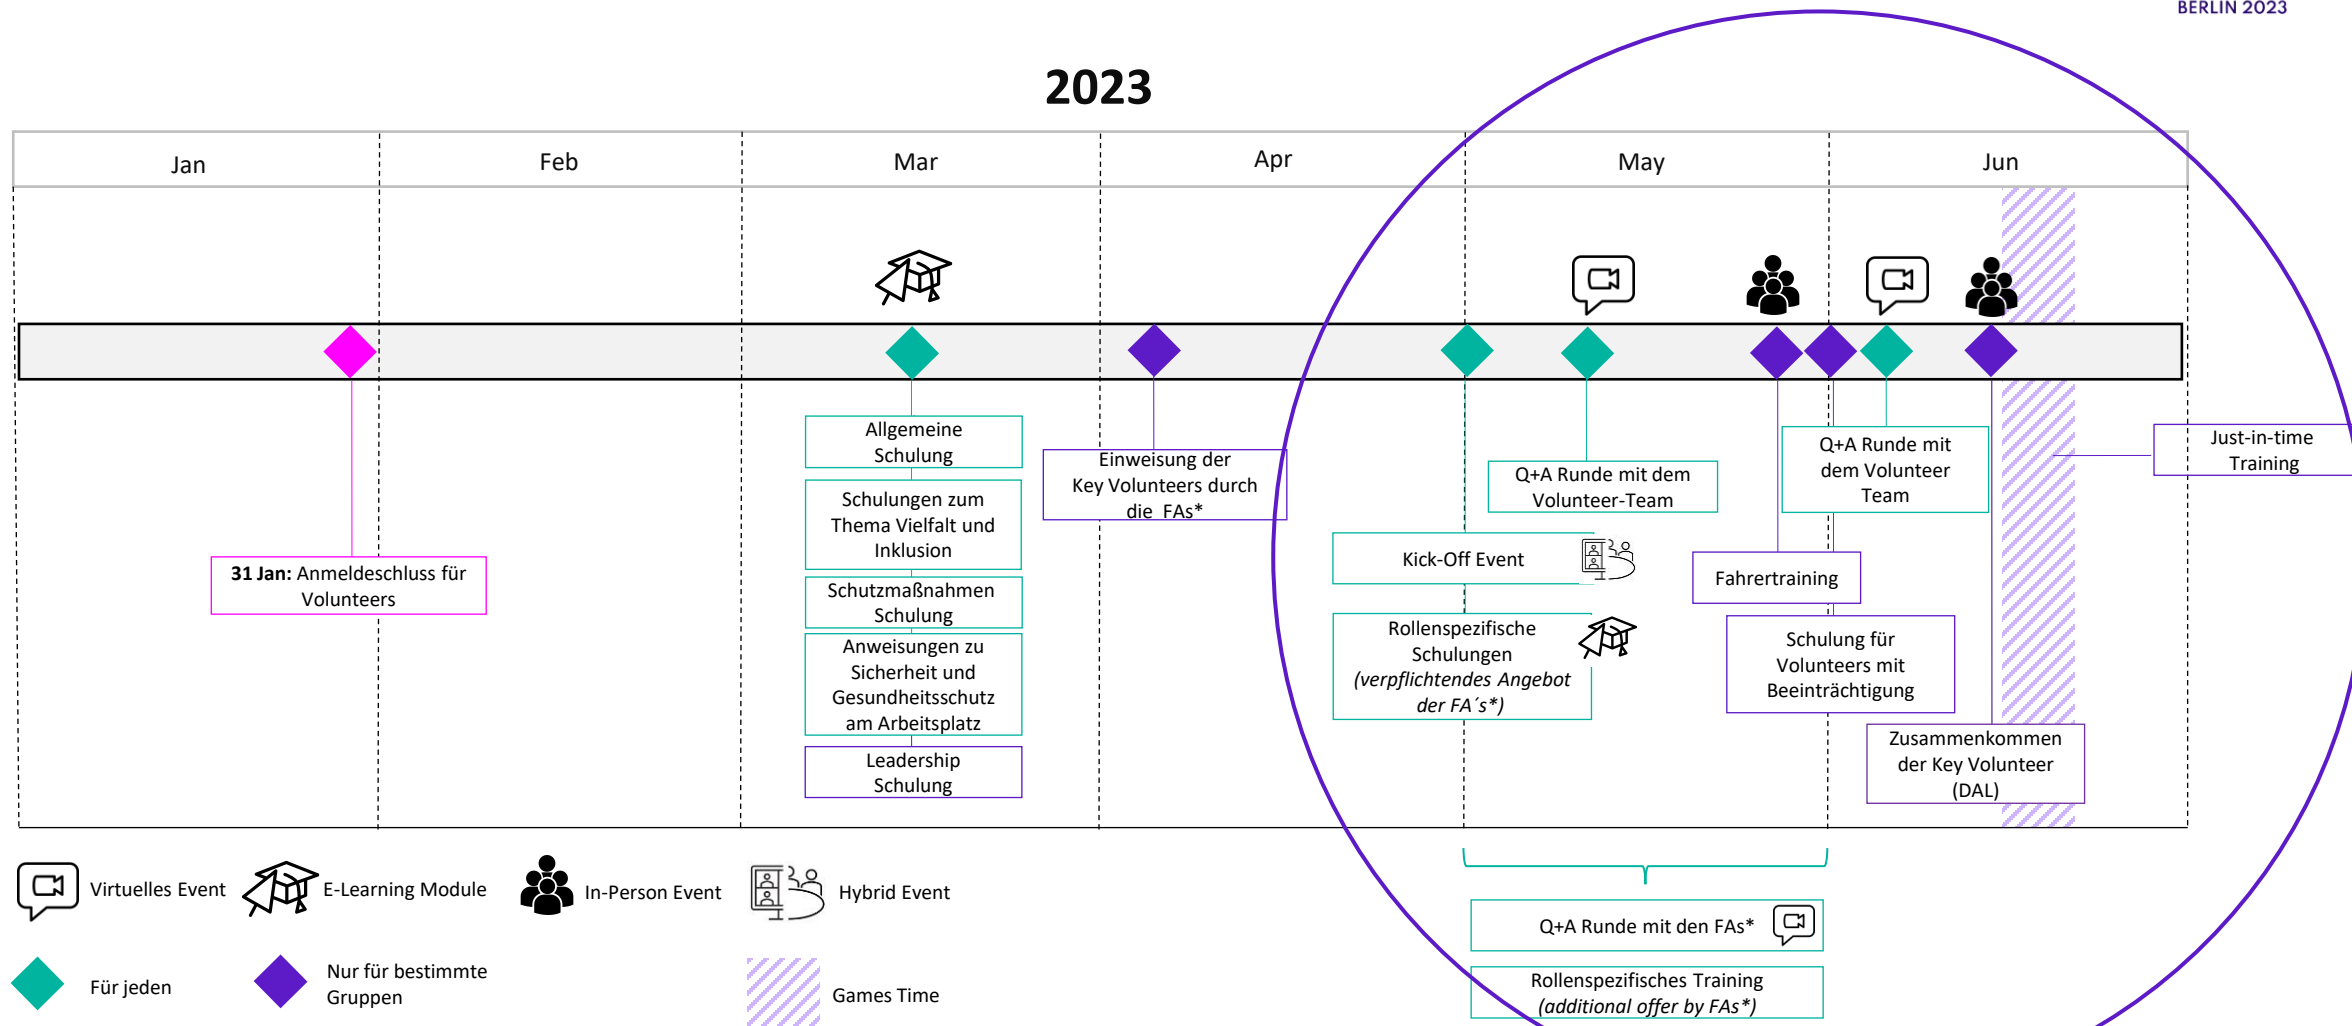 BERLIN 2023
2023
Jan
Feb
Mar
Apr
May
Jun
31 Jan: Anmeldeschluss für
Volunteers
Allgemeine
Schulung
Schulungen zum
Thema Vielfalt und
Inklusion
Schutzmaßnahmen
Schulung
Anweisungen zu
Sicherheit und
Gesundheitsschutz
am Arbeitsplatz
Leadership
Schulung
Einweisung der
Key Volunteers durch
die FAs*
Kick-Off Event
Rollenspezifische
Schulungen
(verpflichtendes Angebot
der FA´s*)
Q+A Runde mit dem
Volunteer-Team
Fahrertraining
Schulung für
Volunteers mit
Beeinträchtigung
Q+A Runde mit
dem Volunteer
Team
Zusammenkommen
der Key Volunteer
(DAL)
Just-in-time
Training
Q+A Runde mit den FAs*
Rollenspezifisches Training
(additional offer by FAs*)
Virtuelles Event
E-Learning Module
In-Person Event
Hybrid Event
Für jeden
Nur für bestimmte
Gruppen
Games Time